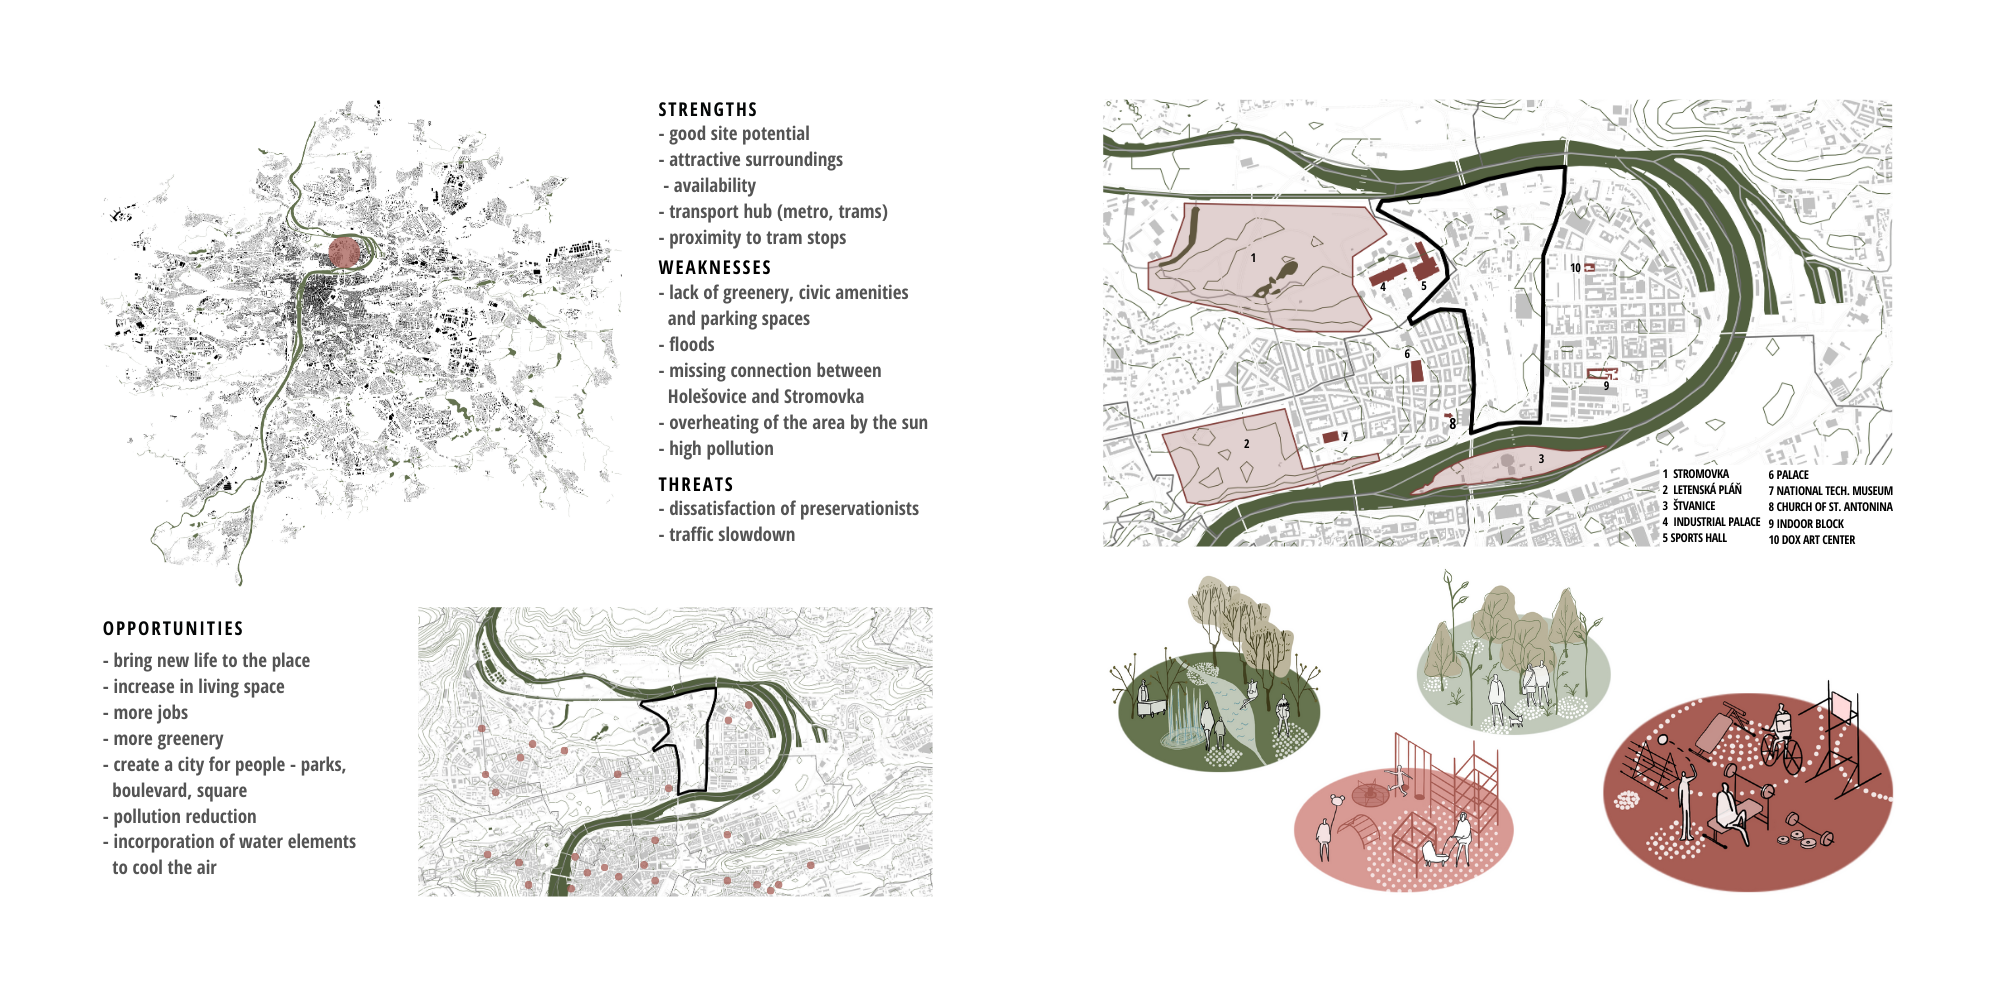 STRENGTHS
- good site potential
- attractive surroundings
- availability
- transport hub (metro, trams)
- proximity to tram stops
WEAKNESSES
- lack of greenery, civic amenities
and parking spaces
- floods
- missing connection between
Holešovice and Stromovka
- overheating of the area by the sun
- high pollution
THREATS
- dissatisfaction of preservationists
- traffic slowdown
OPPORTUNITIES
- bring new life to the place
- increase in living space
- more jobs
- more greenery
- create a city for people - parks,
boulevard, square
- pollution reduction
- incorporation of water elements
to cool the air
1
4
5
10
6
9
2
7
8
3
1 STROMOVKA
2 LETENSKÁ PLÁŇ
3 ŠTVANICE
4 INDUSTRIAL PALACE
5 SPORTS HALL
6 PALACE
7 NATIONAL TECH. MUSEUM
8 CHURCH OF ST. ANTONINA
9 INDOOR BLOCK
10 DOX ART CENTER